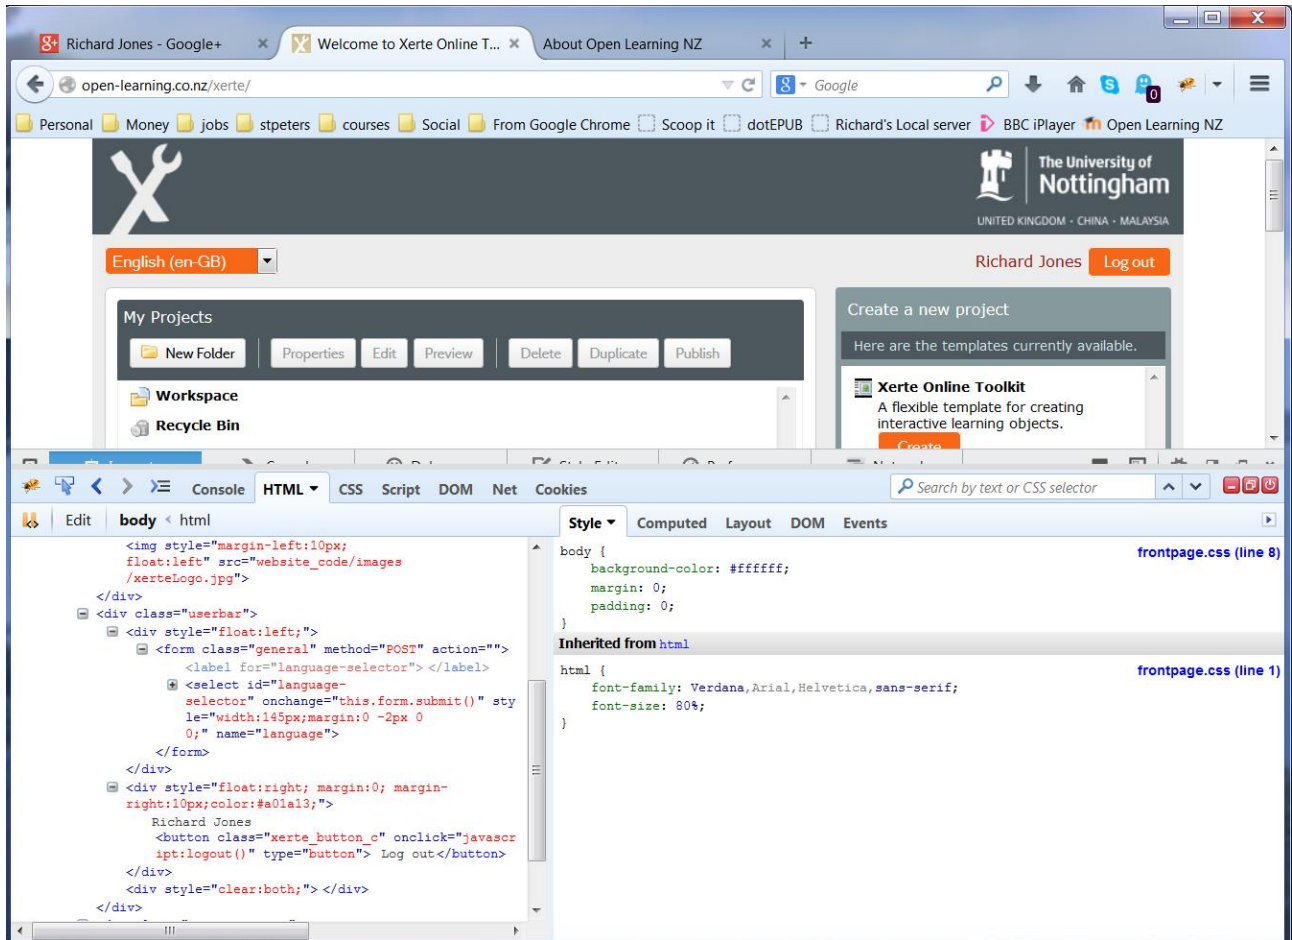 Richard Jones - Google+
Welcome to Xerte Online T...
About Open Learning NZ
open-learning.co.nz/xerte/
Google
0
Personal Money jobs stpeters courses Social From Google Chrome Scoop it dotEPUB Richard's Local server BBC iPlayer Open Learning NZ
The University of
Nottingham
UNITED KINGDOM · CHINA · MALAYSIA
English (en-GB)
Richard Jones Log out
My Projects
New Folder Properties Edit Preview Delete Duplicate Publish
Workspace
Recycle Bin
Create a new project
Here are the templates currently available.
Xerte Online Toolkit
A flexible template for creating
interactive learning objects.
Create
Console HTML CSS Script DOM Net Cookies
Search by text or CSS selector
Edit body < html
Style Computed Layout DOM Events
<img style="margin-left:10px;
float:left" src="website_code/images
/xerteLogo.jpg">
</div>
<div class="userbar">
<div style="float:left;">
<form class="general" method="POST" action="">
<label for="language-selector"> </label>
<select id="language-
selector" onchange="this.form.submit()" sty
le="width:145px;margin:0 -2px 0
0;" name="language">
</form>
</div>
<div style="float:right; margin:0; margin-
right:10px;color:#a01a13;">
Richard Jones
<button class="xerte_button_c" onclick="javascr
ipt:logout()" type="button"> Log out</button>
</div>
<div style="clear:both;"> </div>
</div>
body {
frontpage.css (line 8)
background-color: #ffffff;
margin: 0;
padding: 0;
}
Inherited from html
html {
frontpage.css (line 1)
font-family: Verdana,Arial,Helvetica,sans-serif;
font-size: 80%;
}